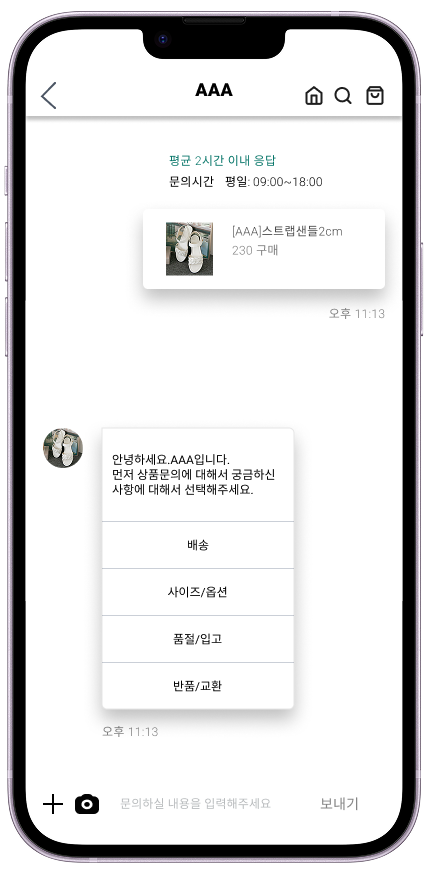 AAA
평균 2시간 이내 응답
문의시간 평일: 09:00~18:00
[AAA]스트랩샌들2cm
230 구매
오후 11:13
안녕하세요.AAA입니다.
먼저 상품문의에 대해서 궁금하신
사항에 대해서 선택해주세요.
배송
사이즈/옵션
품절/입고
반품/교환
오후 11:13
문의하실 내용을 입력해주세요 보내기